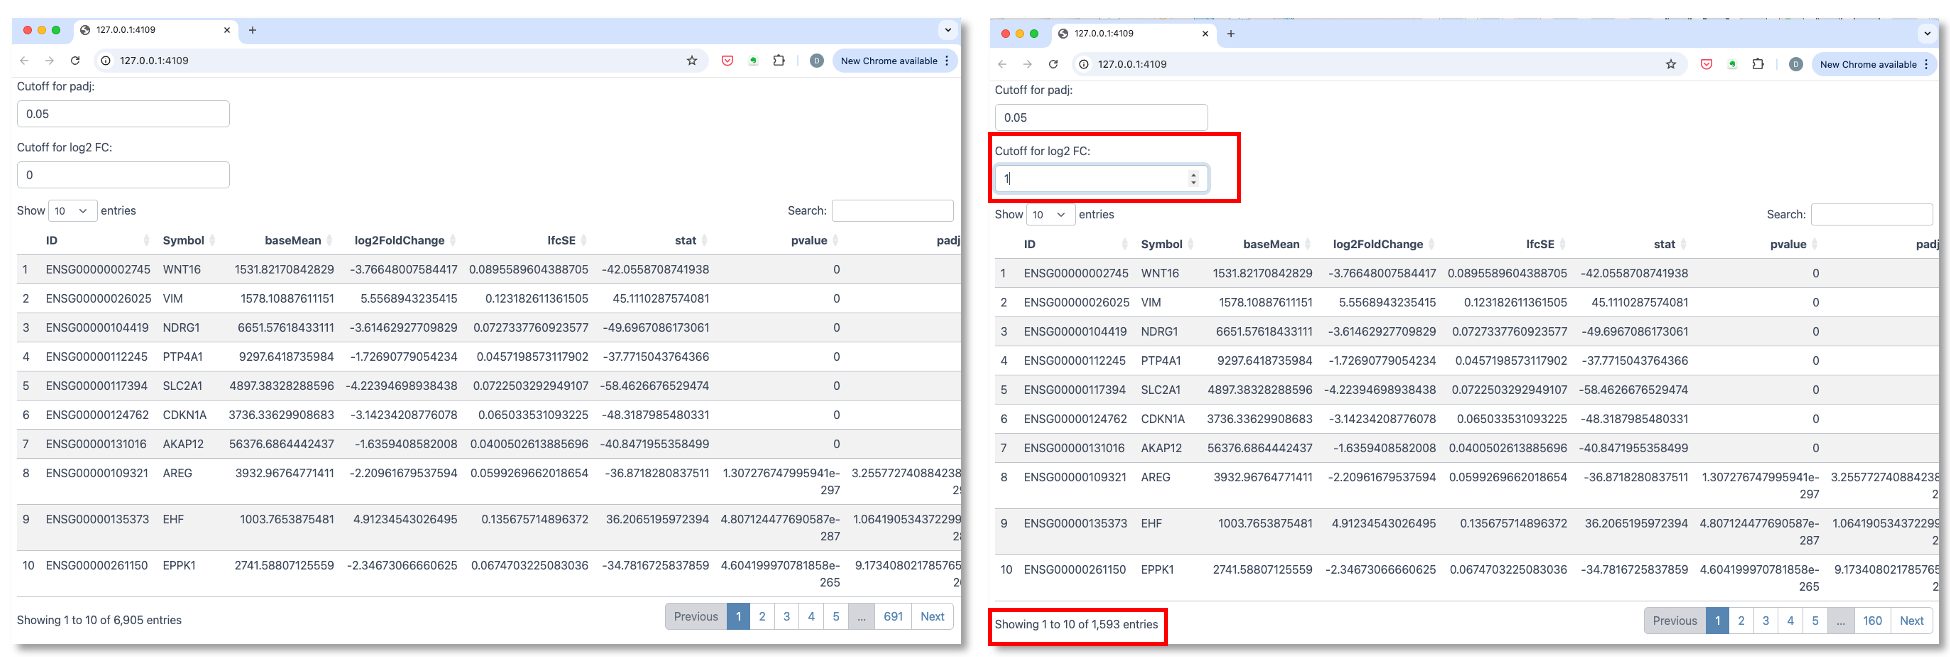 127.0.0.1:4109
127.0.0.1:4109
D
New Chrome available
Cutoff for padj:
0.05
Cutoff for log2 FC:
0
Show 10 entries
Search:
ID Symbol baseMean log2FoldChange lfcSE stat pvalue padj
1 ENSG00000002745 WNT16 1531.82170842829 -3.76648007584417 0.0895589604388705 -42.0558708741938 0
2 ENSG00000026025 VIM 1578.10887611151 5.5568943235415 0.123182611361505 45.1110287574081 0
3 ENSG00000104419 NDRG1 6651.57618433111 -3.61462927709829 0.0727337760923577 -49.6967086173061 0
4 ENSG00000112245 PTP4A1 9297.6418735984 -1.72690779054234 0.0457198573117902 -37.7715043764366 0
5 ENSG00000117394 SLC2A1 4897.38328288596 -4.22394698938438 0.0722503292949107 -58.4626676529474 0
6 ENSG00000124762 CDKN1A 3736.33629908683 -3.14234208776078 0.065033531093225 -48.3187985480331 0
7 ENSG00000131016 AKAP12 56376.6864442437 -1.6359408582008 0.0400502613885696 -40.8471955358499 0
8 ENSG00000109321 AREG 3932.96764771411 -2.20961679537594 0.0599269662018654 -36.8718280837511 1.307276747995941e- 3.2557727408842​38
297 2
9 ENSG00000135373 EHF 1003.7653875481 4.91234543026495 0.135675714896372 36.2065195972394 4.807124477690587e- 1.064190534372299
287 2
10 ENSG00000261150 EPPK1 2741.58807125559 -2.34673066660625 0.0674703225083036 -34.7816725837859 4.604199970781858e- 9.173408021785765
265
Showing 1 to 10 of 6,905 entries
Previous 1 2 3 4 5 ... 691 Next
127.0.0.1:4109
127.0.0.1:4109
D
New Chrome available
Cutoff for padj:
0.05
Cutoff for log2 FC:
1
Show 10 entries
Search:
ID Symbol baseMean log2FoldChange lfcSE stat pvalue padj
1 ENSG00000002745 WNT16 1531.82170842829 -3.76648007584417 0.0895589604388705 -42.0558708741938 0
2 ENSG00000026025 VIM 1578.10887611151 5.5568943235415 0.123182611361505 45.1110287574081 0
3 ENSG00000104419 NDRG1 6651.57618433111 -3.61462927709829 0.0727337760923577 -49.6967086173061 0
4 ENSG00000112245 PTP4A1 9297.6418735984 -1.72690779054234 0.0457198573117902 -37.7715043764366 0
5 ENSG00000117394 SLC2A1 4897.38328288596 -4.22394698938438 0.0722503292949107 -58.4626676529474 0
6 ENSG00000124762 CDKN1A 3736.33629908683 -3.14234208776078 0.065033531093225 -48.3187985480331 0
7 ENSG00000131016 AKAP12 56376.6864442437 -1.6359408582008 0.0400502613885696 -40.8471955358499 0
8 ENSG00000109321 AREG 3932.96764771411 -2.20961679537594 0.0599269662018654 -36.8718280837511 1.307276747995941e- 3.255772740884238
297 2
9 ENSG00000135373 EHF 1003.7653875481 4.91234543026495 0.135675714896372 36.2065195972394 4.807124477690587e- 1.064190534372299
287 2
10 ENSG00000261150 EPPK1 2741.58807125559 -2.34673066660625 0.0674703225083036 -34.7816725837859 4.604199970781858e- 9.173408021785765
265 2
Showing 1 to 10 of 1,593 entries
Previous 1 2 3 4 5 ... 160 Next